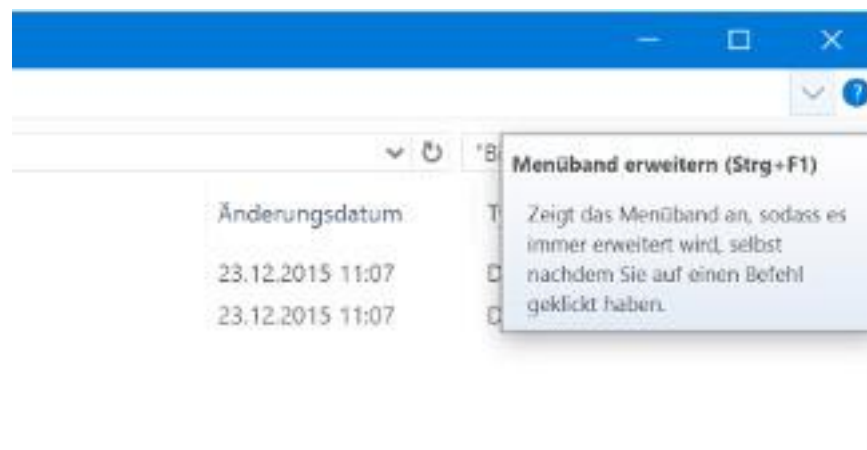 ?
"B
Menüband erweitern (Strg+F1)
Änderungsdatum
T
Zeigt das Menüband an, sodass es
immer erweitert wird, selbst
nachdem Sie auf einen Befehl
geklickt haben.
23.12.2015 11:07
D
23.12.2015 11:07
D